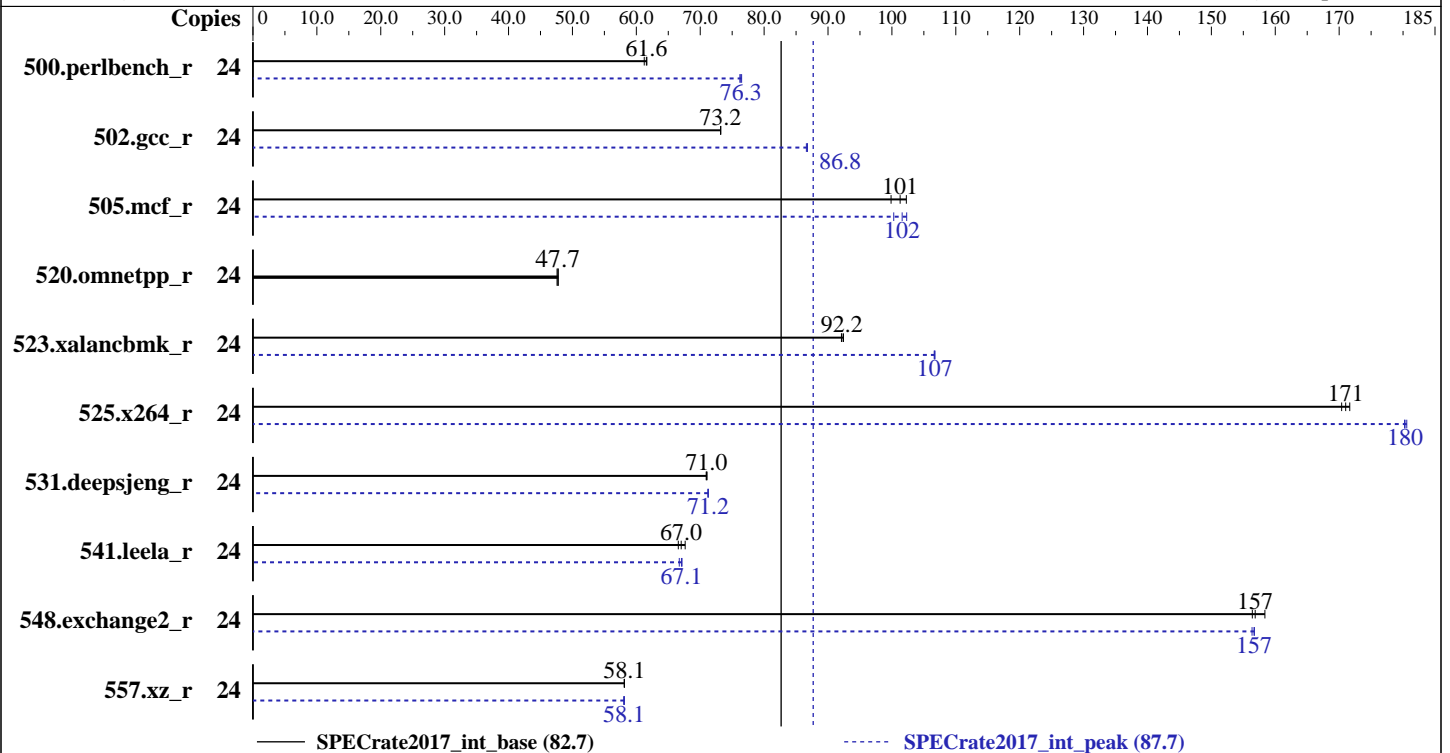 Copies 0 10.0 20.0 30.0 40.0 50.0 60.0 70.0 80.0 90.0 100 110 120 130 140 150 160 170 185
61.6
500.perlbench_r 24
76.3
73.2
502.gcc_r 24
86.8
101
505.mcf_r 24
102
47.7
520.omnetpp_r 24
92.2
523.xalancbmk_r 24
107
171
525.x264_r 24
180
71.0
531.deepsjeng_r 24
71.2
67.0
541.leela_r 24
67.1
157
548.exchange2_r 24
157
58.1
557.xz_r 24
58.1
SPECrate2017_int_base (82.7) SPECrate2017_int_peak (87.7)